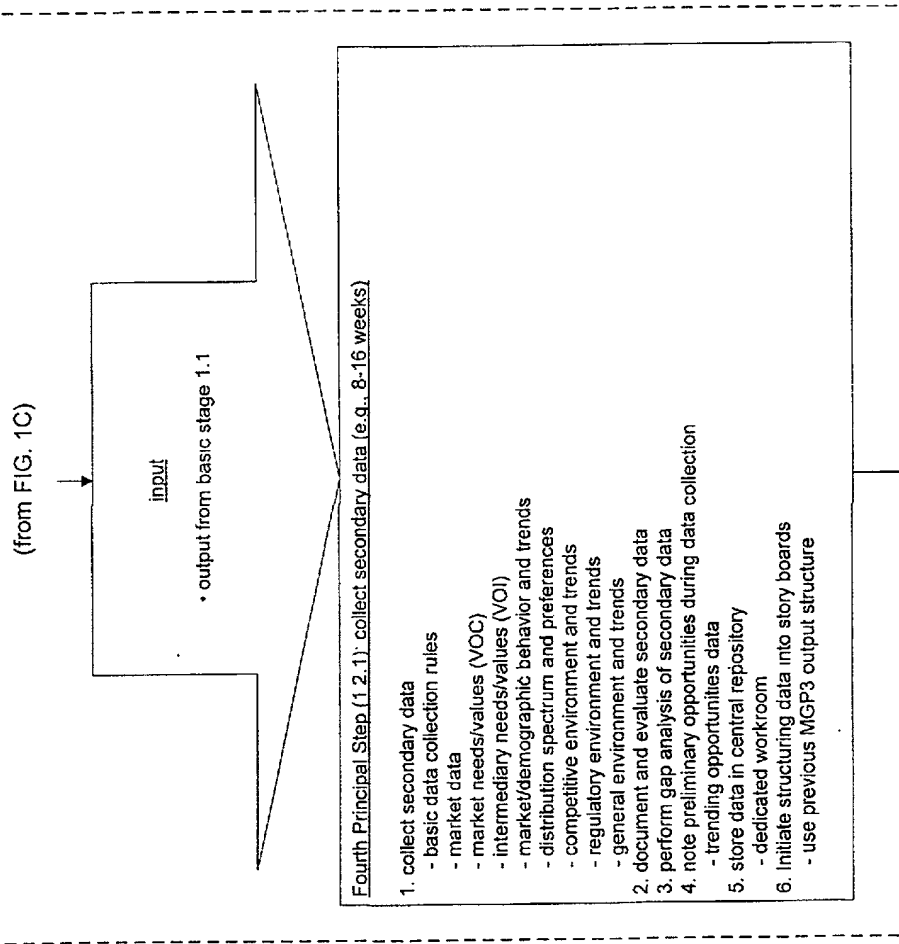 (from FIG. 1C)
input
• output from basic stage 1.1
Fourth Principal Step (1 2.1): collect secondary data (e.g., 8-16 weeks)
1. collect secondary data
- basic data collection rules
- market data
- market needs/values (VOC)
- intermediary needs/values (VOI)
- market/demographic behavior and trends
- distribution spectrum and preferences
- competitive environment and trends
- regulatory environment and trends
- general environment and trends
2. document and evaluate secondary data
3. perform gap analysis of secondary data
4. note preliminary opportunities during data collection
- trending opportunities data
5. store data in central repository
- dedicated workroom
6. Initiate structuring data into story boards
- use previous MGP3 output structure